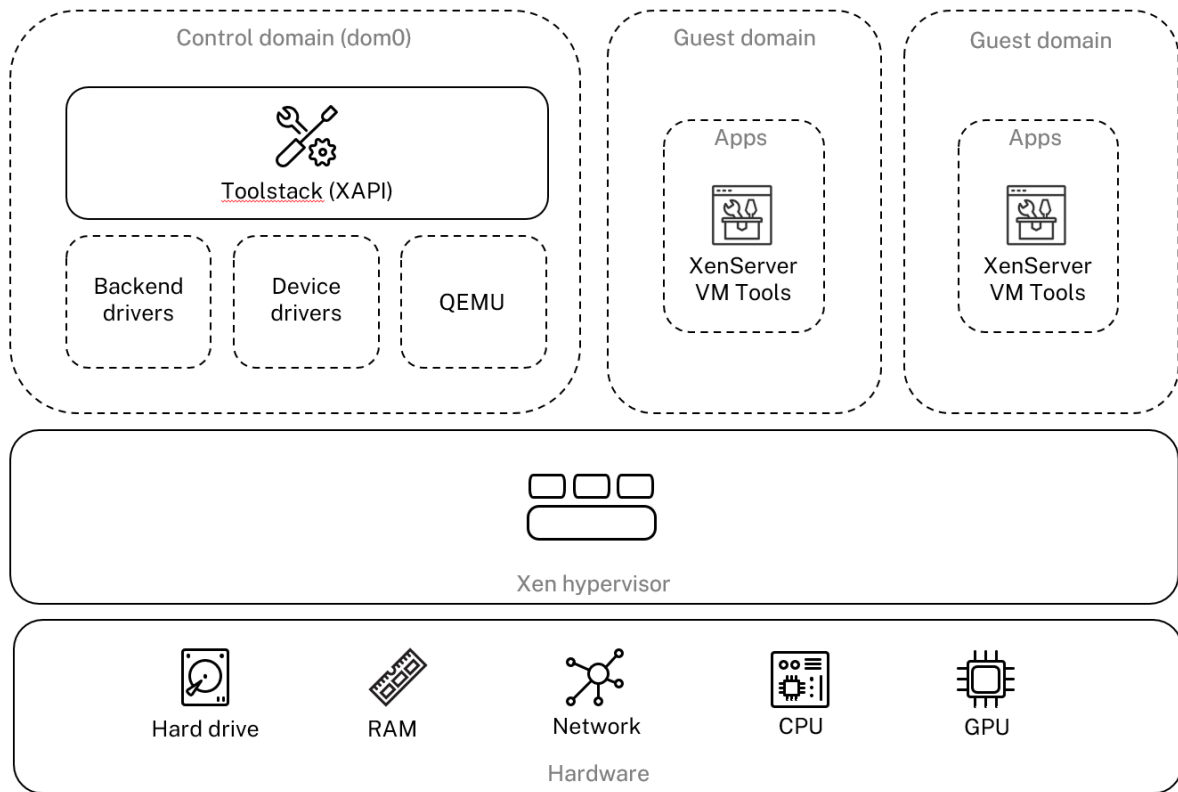 Control domain (dom0)
Guest domain
Guest domain
Toolstack (XAPI)
Apps
Apps
XenServer
VM Tools
XenServer
VM Tools
Backend
drivers
Device
drivers
QEMU
Xen hypervisor
Hard drive
RAM
Network
CPU
GPU
Hardware